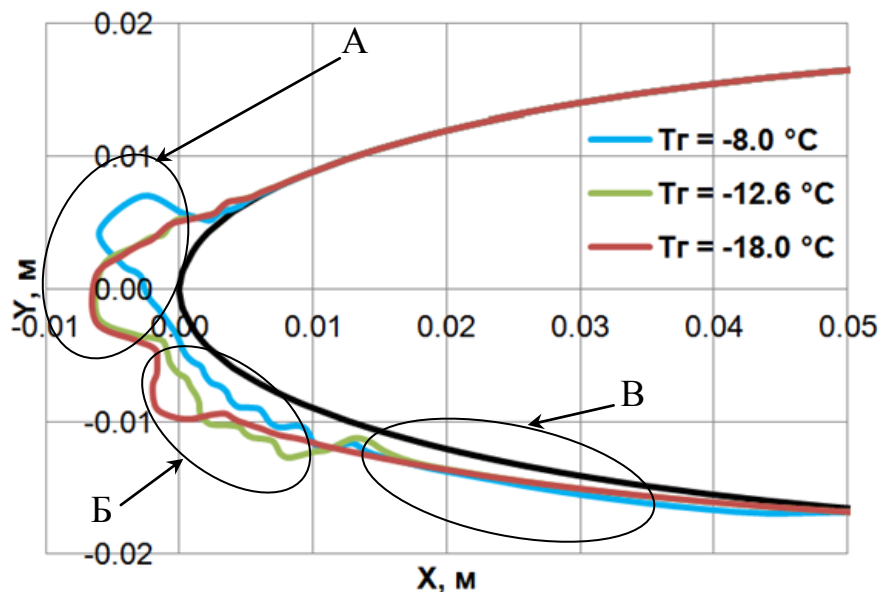 0.02
А
0.01
Tг = -8.0 °C
Tг = -12.6 °C
Tг = -18.0 °C
0.00
-Y, м
-0.01 0.00 0.01 0.02 0.03 0.04 0.05
В
-0.01
Б
-0.02
X, м